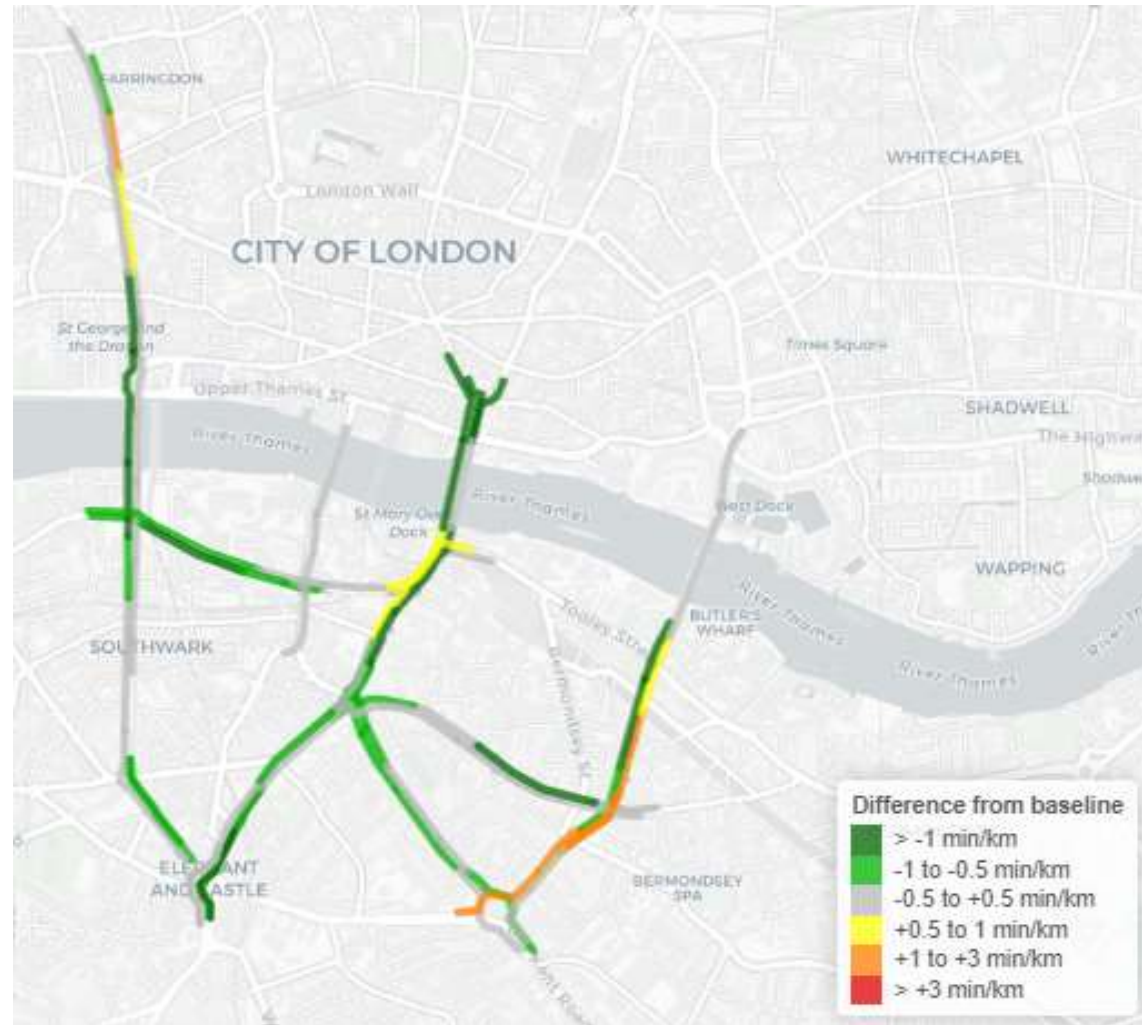 FARRINGDON
WHITECHAPEL
London Wall
CITY OF LONDON
St George and
the Dragon
Times Square
Upper Thames St
SHADWELL
The Highwa
River Thames
Shadwe
River Thames
West Dock
St Mary Ove
Dock
WAPPING
River Thames
BUTLER'S
WHARF
Tooley Stre
River T
SOUTHWARK
River Thames
Bermondsey St
Difference from baseline
> -1 min/km
-1 to -0.5 min/km
-0.5 to +0.5 min/km
+0.5 to 1 min/km
+1 to +3 min/km
> +3 min/km
ELEPHANT
AND CASTLE
BERMONDSEY
SPA